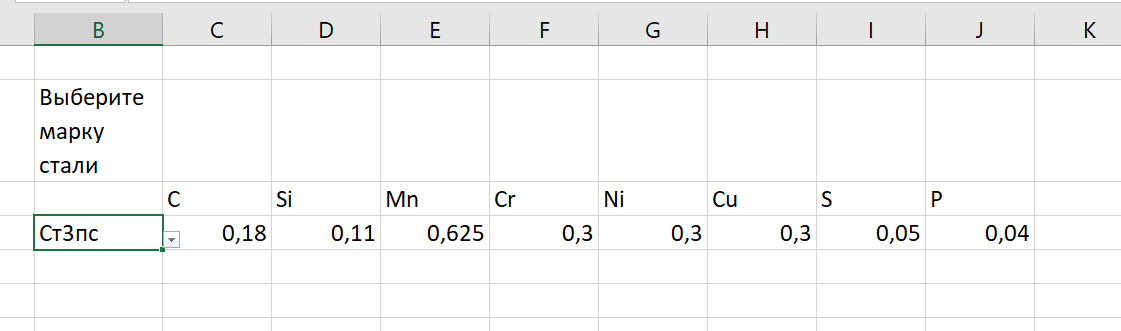 B C D E F G H I J K
Выберите
марку
стали
C Si Mn Cr Ni Cu S P
Ст3пс 0,18 0,11 0,625 0,3 0,3 0,3 0,05 0,04